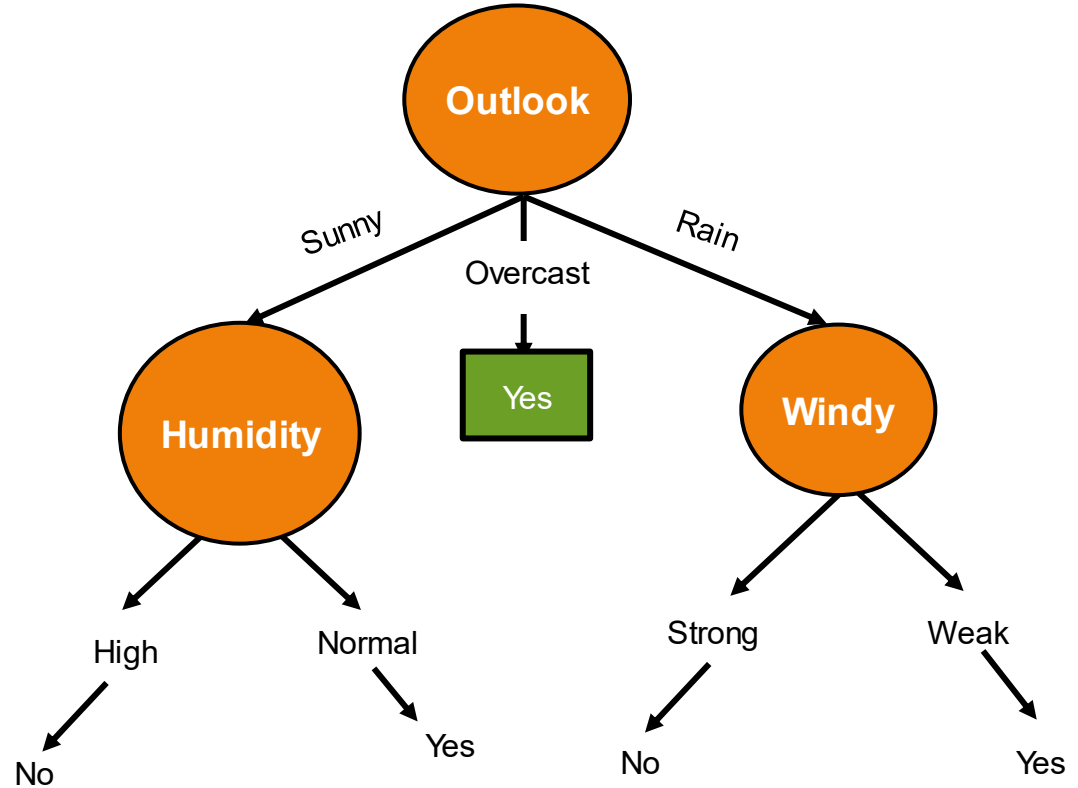 Outlook
Sunny
Rain
Overcast
Yes
Humidity
Windy
High
Normal
Strong
Weak
No
Yes
No
Yes